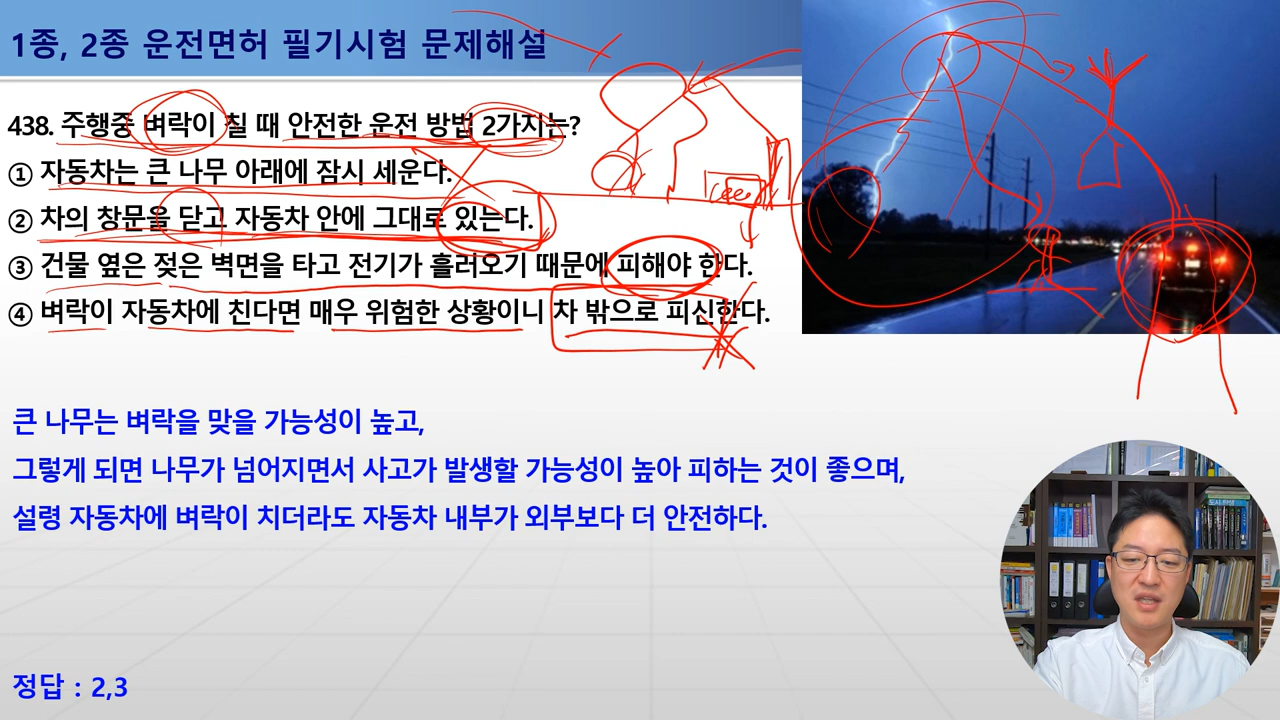 1종, 2종 운전면허 필기시험 문제해설
438. 주행중 벼락이 칠 때 안전한 운전 방법 2가지는?
① 자동차는 큰 나무 아래에 잠시 세운다.
② 차의 창문을 닫고 자동차 안에 그대로 있는다.
③ 건물 옆은 젖은 벽면을 타고 전기가 흘러오기 때문에 피해야 한다.
④ 벼락이 자동차에 친다면 매우 위험한 상황이니 차 밖으로 피신한다.
큰 나무는 벼락을 맞을 가능성이 높고,
그렇게 되면 나무가 넘어지면서 사고가 발생할 가능성이 높아 피하는 것이 좋으며,
설령 자동차에 벼락이 치더라도 자동차 내부가 외부보다 더 안전하다.
정답 : 2,3